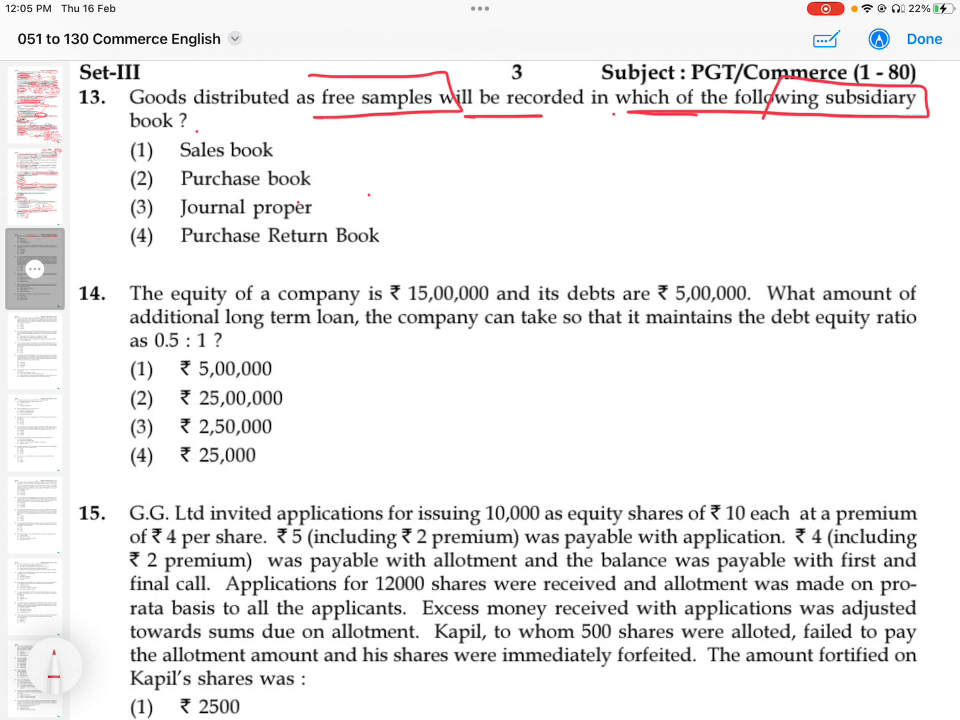 12:05 PM Thu 16 Feb
22%
051 to 130 Commerce English
Done
Set-III 3 Subject : PGT/Commerce (1 - 80)
13. Goods distributed as free samples will be recorded in which of the following subsidiary
book ?
(1) Sales book
(2) Purchase book
(3) Journal proper
(4) Purchase Return Book
14. The equity of a company is ₹ 15,00,000 and its debts are ₹ 5,00,000. What amount of
additional long term loan, the company can take so that it maintains the debt equity ratio
as 0.5 : 1 ?
(1) ₹ 5,00,000
(2) ₹ 25,00,000
(3) ₹ 2,50,000
(4) ₹ 25,000
15. G.G. Ltd invited applications for issuing 10,000 as equity shares of ₹ 10 each at a premium
of ₹ 4 per share. ₹ 5 (including ₹ 2 premium) was payable with application. ₹ 4 (including
₹ 2 premium) was payable with allotment and the balance was payable with first and
final call. Applications for 12000 shares were received and allotment was made on pro-
rata basis to all the applicants. Excess money received with applications was adjusted
towards sums due on allotment. Kapil, to whom 500 shares were alloted, failed to pay
the allotment amount and his shares were immediately forfeited. The amount fortified on
Kapil's shares was :
(1) ₹ 2500